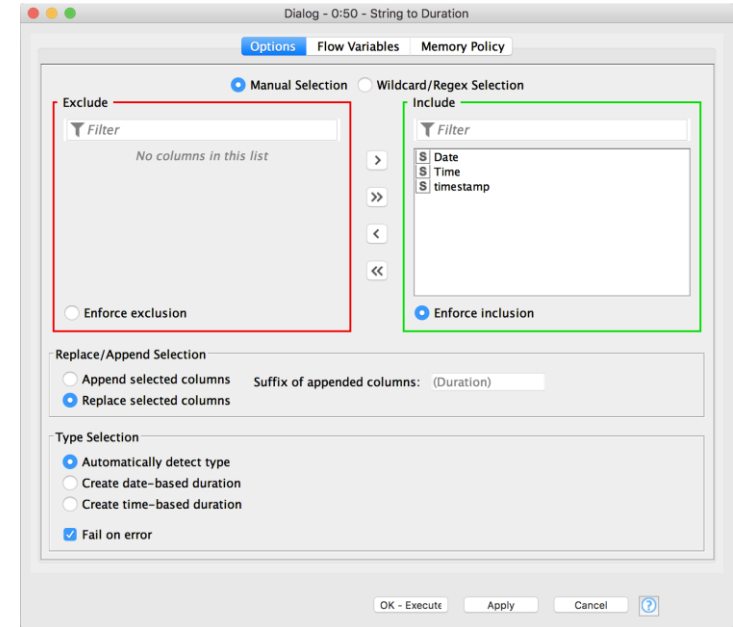 Dialog - 0:50 - String to Duration
Options Flow Variables Memory Policy
Manual Selection Wildcard/Regex Selection
Exclude
Filter
No columns in this list
Enforce exclusion
>
>>
<
<<
Include
Filter
S Date
S Time
S timestamp
Enforce inclusion
Replace/Append Selection
Append selected columns Suffix of appended columns: (Duration)
Replace selected columns
Type Selection
Automatically detect type
Create date-based duration
Create time-based duration
Fail on error
OK - Execute Apply Cancel ?